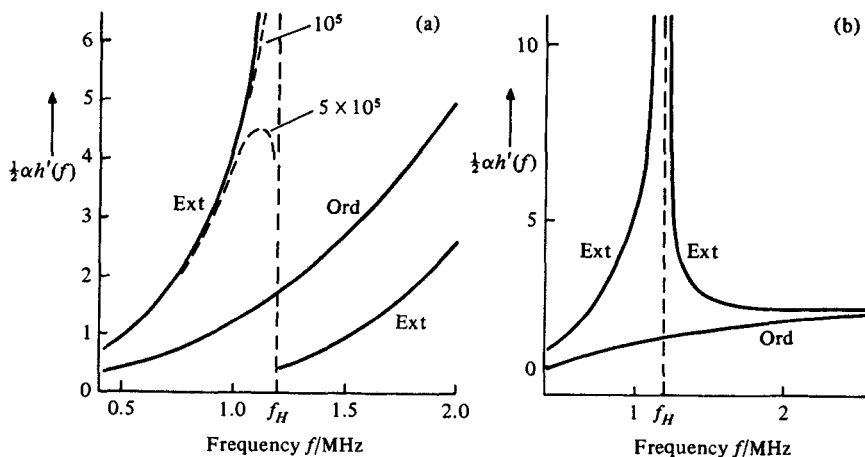 (a)
10⁵
5 × 10⁵
6
5
4
3
2
1
0
½αh′(f)
Ext
Ord
Ext
0.5
1.0
f_H
1.5
2.0
Frequency f/MHz
(b)
10
5
0
½αh′(f)
Ext
Ext
Ord
1
f_H
2
Frequency f/MHz